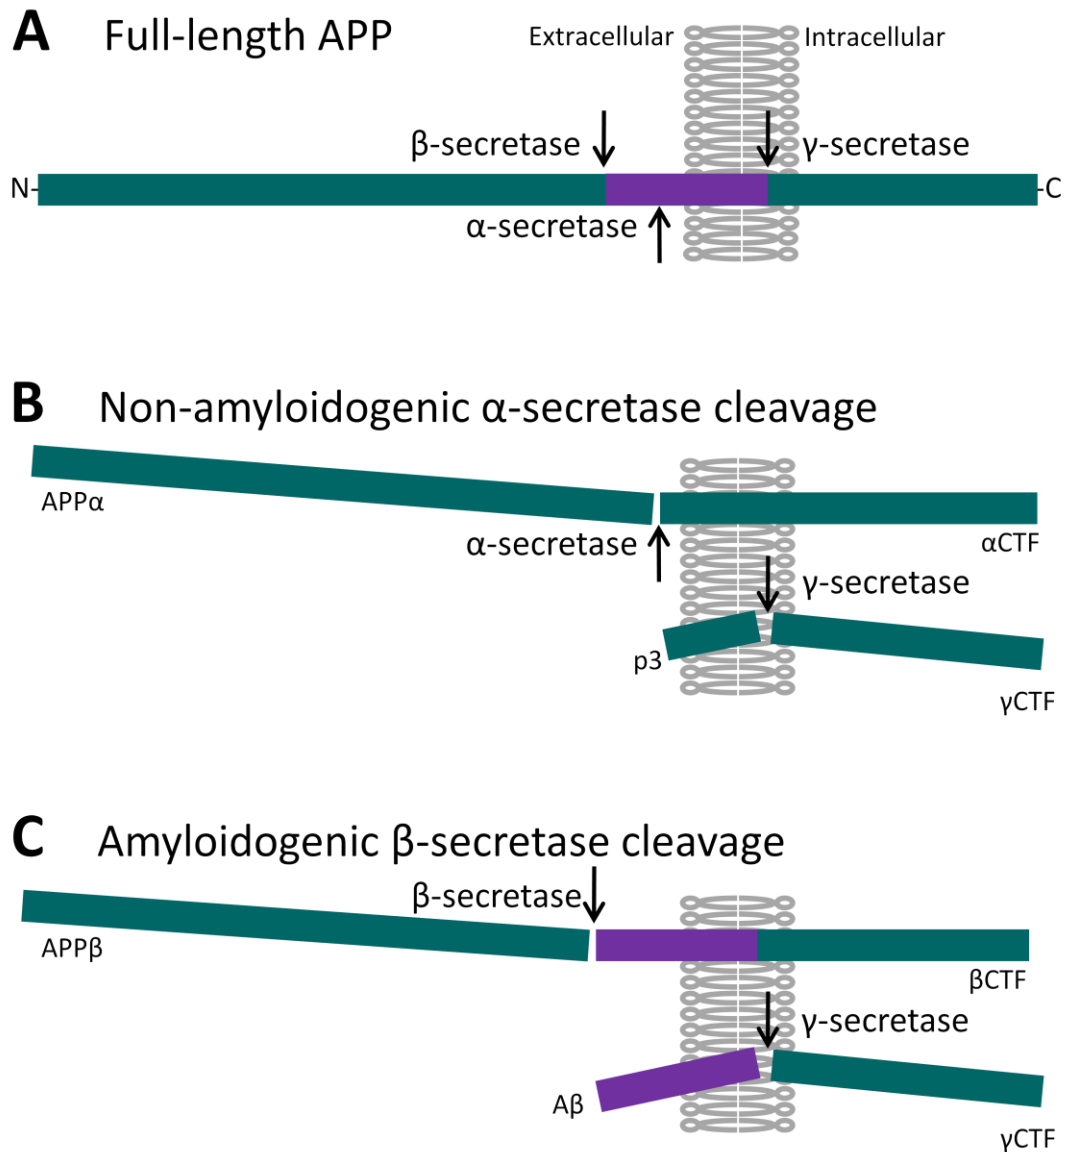 A Full-length APP
Extracellular Intracellular
β-secretase γ-secretase
N- -C
α-secretase
B Non-amyloidogenic α-secretase cleavage
APPα
α-secretase αCTF
γ-secretase
p3
γCTF
C Amyloidogenic β-secretase cleavage
β-secretase
APPβ
βCTF
γ-secretase
Aβ
γCTF